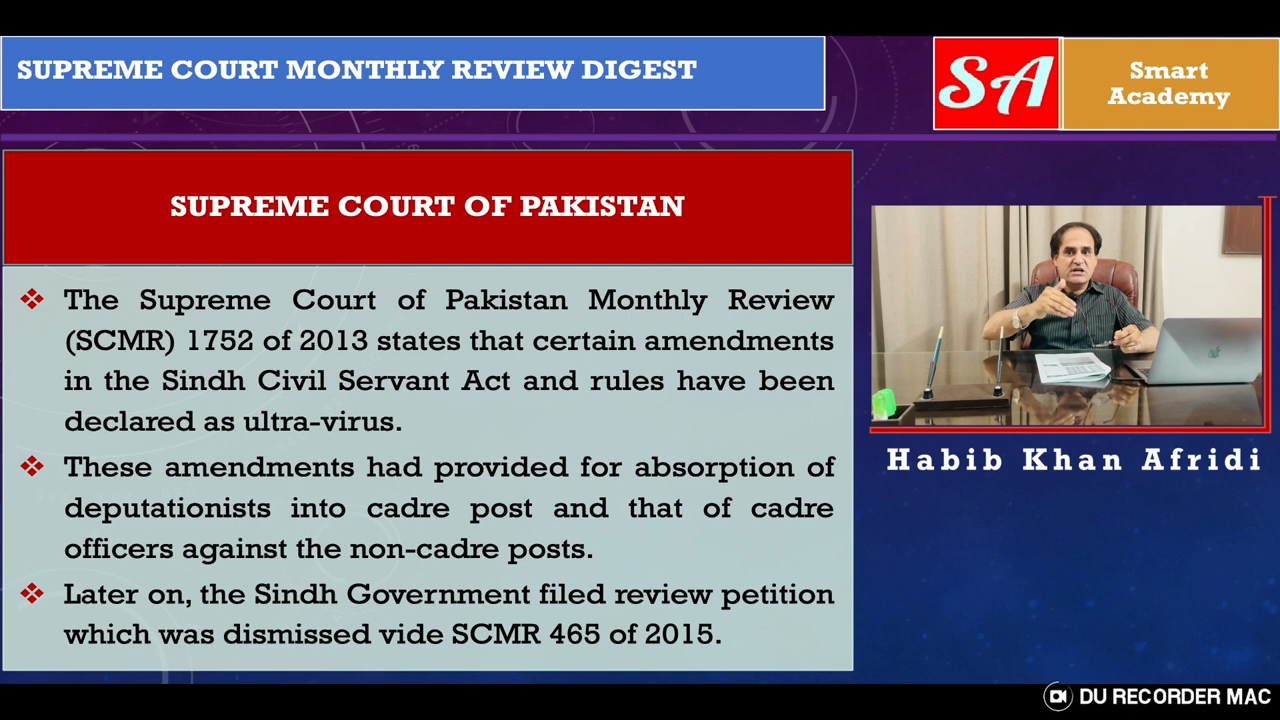 SUPREME COURT MONTHLY REVIEW DIGEST
SA
Smart
Academy
SUPREME COURT OF PAKISTAN
The Supreme Court of Pakistan Monthly Review
(SCMR) 1752 of 2013 states that certain amendments
in the Sindh Civil Servant Act and rules have been
declared as ultra-virus.
These amendments had provided for absorption of
deputationists into cadre post and that of cadre
officers against the non-cadre posts.
Later on, the Sindh Government filed review petition
which was dismissed vide SCMR 465 of 2015.
Habib Khan Afridi
DU RECORDER MAC